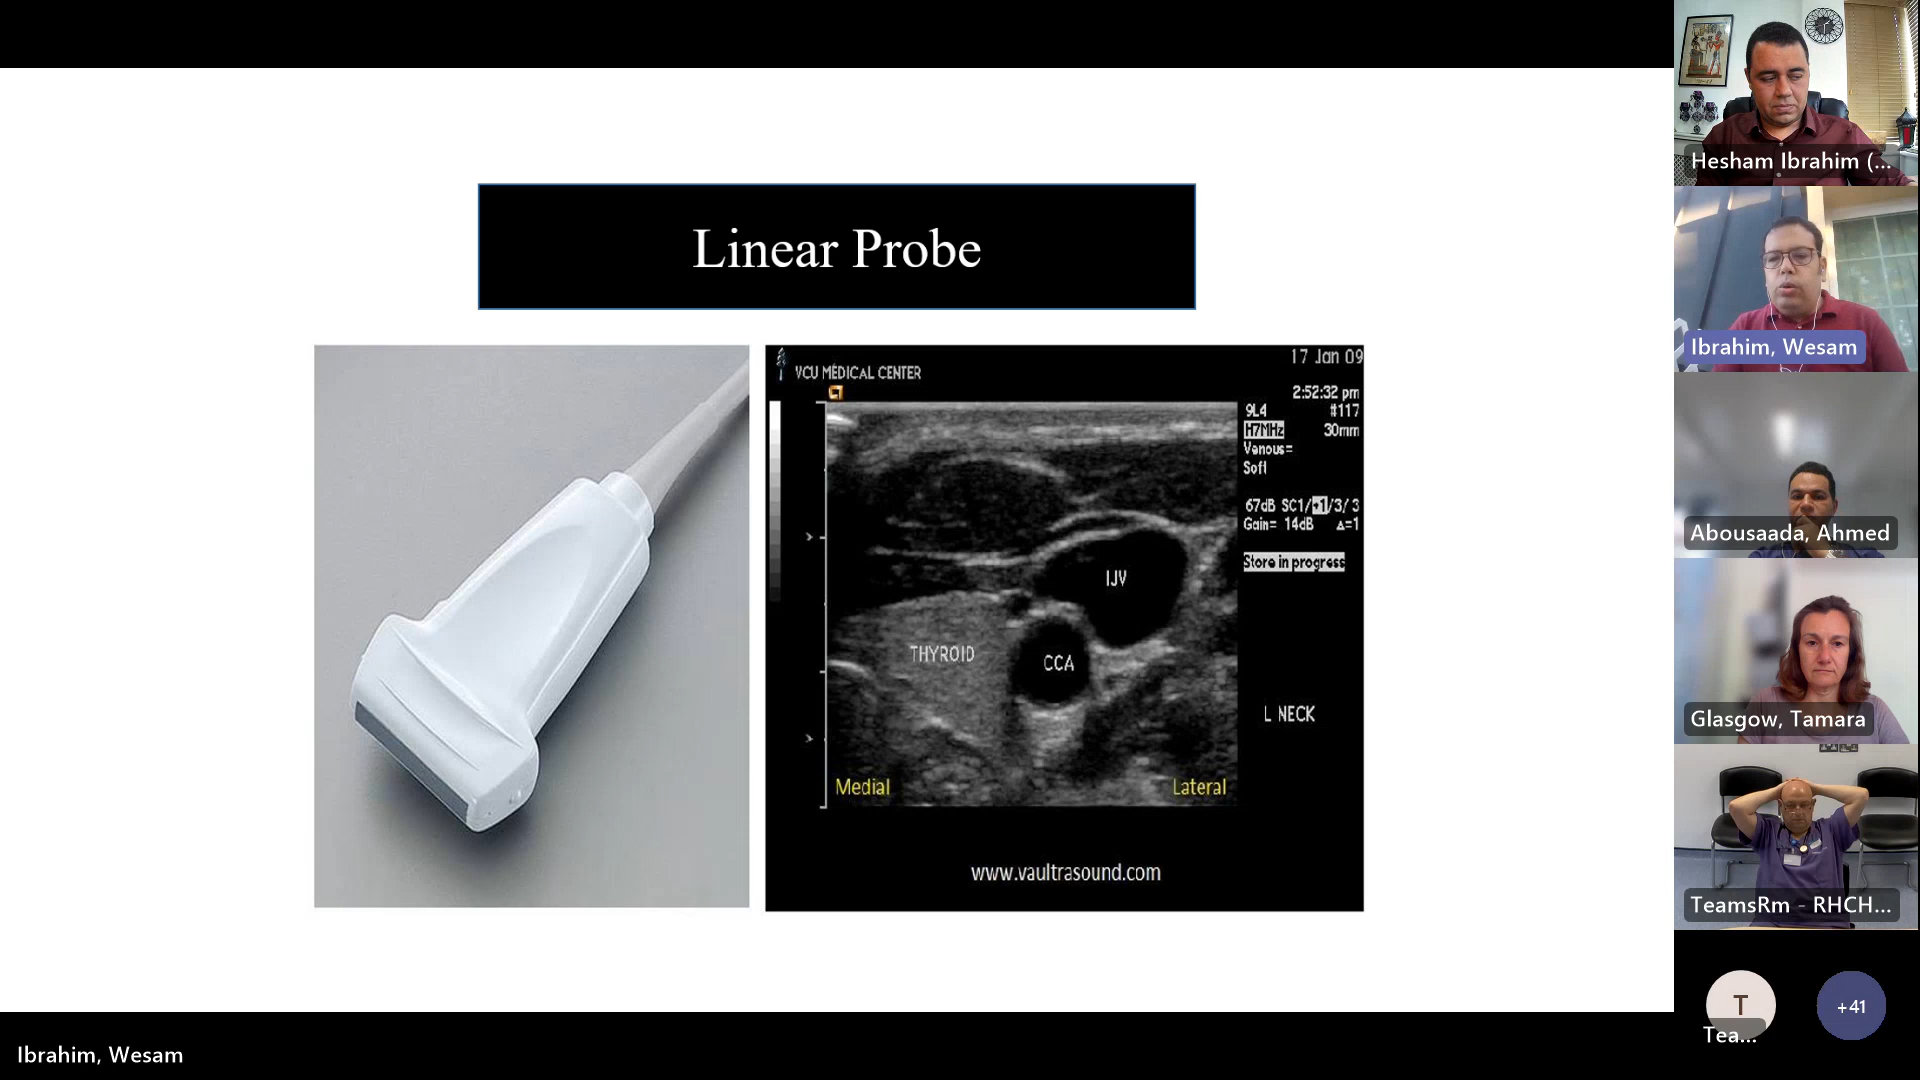 Linear Probe
VCU MEDICAL CENTER
17 Jan 09
2:52:32 pm
9L4 #117
H7MHz 30mm
Venous=
Soft
67dB SC1/+1/3/ 3
Gain= 14dB ▵=1
Store in progress
IJV
THYROID
CCA
L NECK
Medial
Lateral
www.vaultrasound.com
Ibrahim, Wesam
Hesham Ibrahim (...
Ibrahim, Wesam
Abousaada, Ahmed
Glasgow, Tamara
TeamsRm - RHCH...
T
Tea...
+41